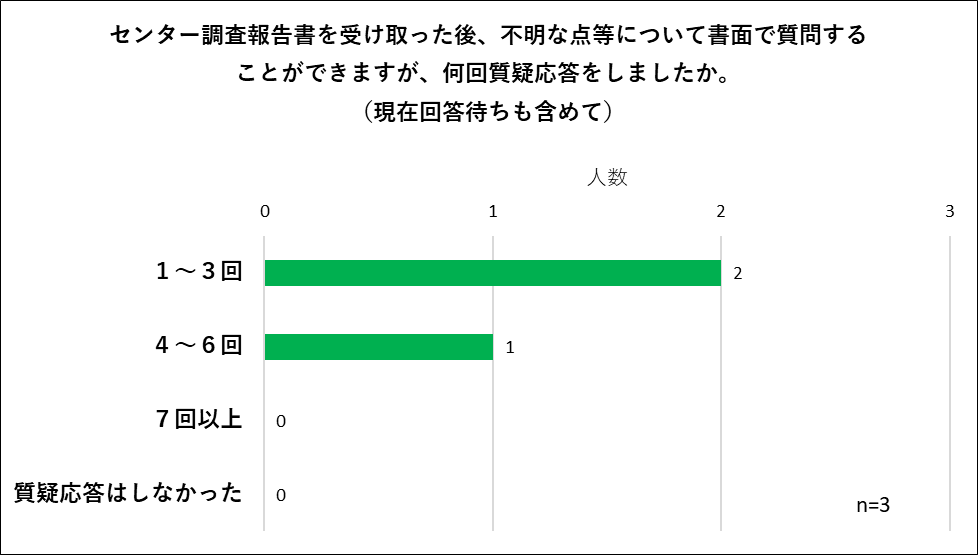 センター調査報告書を受け取った後、不明な点等について書面で質問する
ことができますが、何回質疑応答をしましたか。
（現在回答待ちも含めて）
人数
0 1 2 3
１～３回 2
４～６回 1
７回以上 0
質疑応答はしなかった 0
n=3